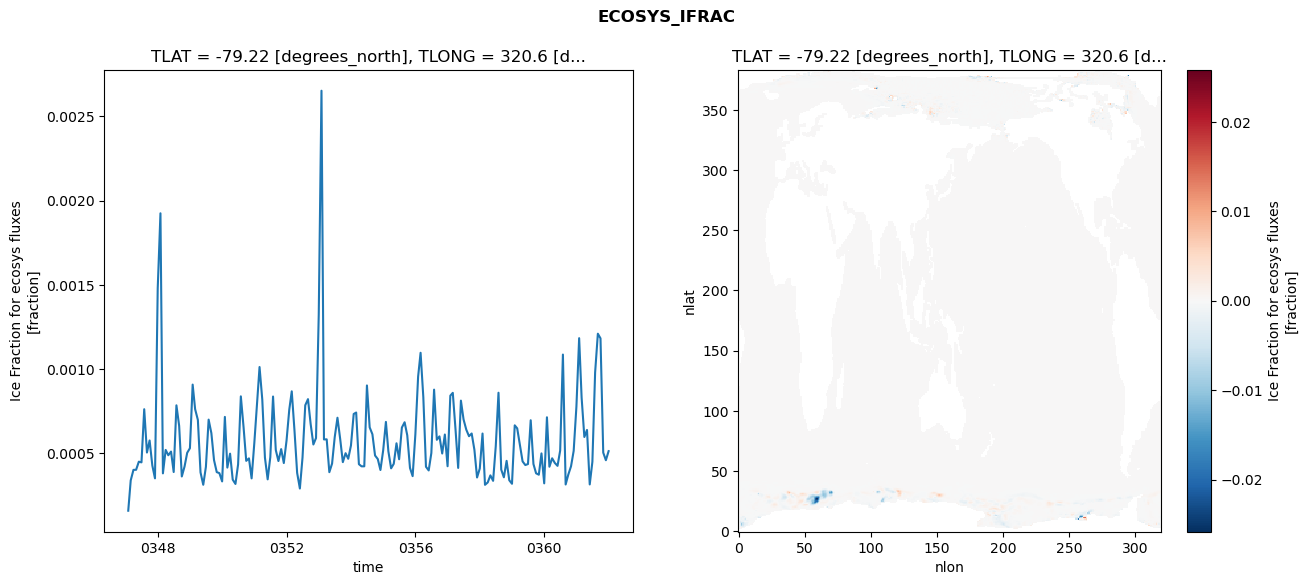 ECOSYS_IFRAC
TLAT = -79.22 [degrees_north], TLONG = 320.6 [d...
Ice Fraction for ecosys fluxes
[fraction]
0.0025
0.0020
0.0015
0.0010
0.0005
0348
0352
0356
0360
time
TLAT = -79.22 [degrees_north], TLONG = 320.6 [d...
nlat
350
300
250
200
150
100
50
0
0
50
100
150
200
250
300
nlon
0.02
0.01
0.00
−0.01
−0.02
Ice Fraction for ecosys fluxes
[fraction]